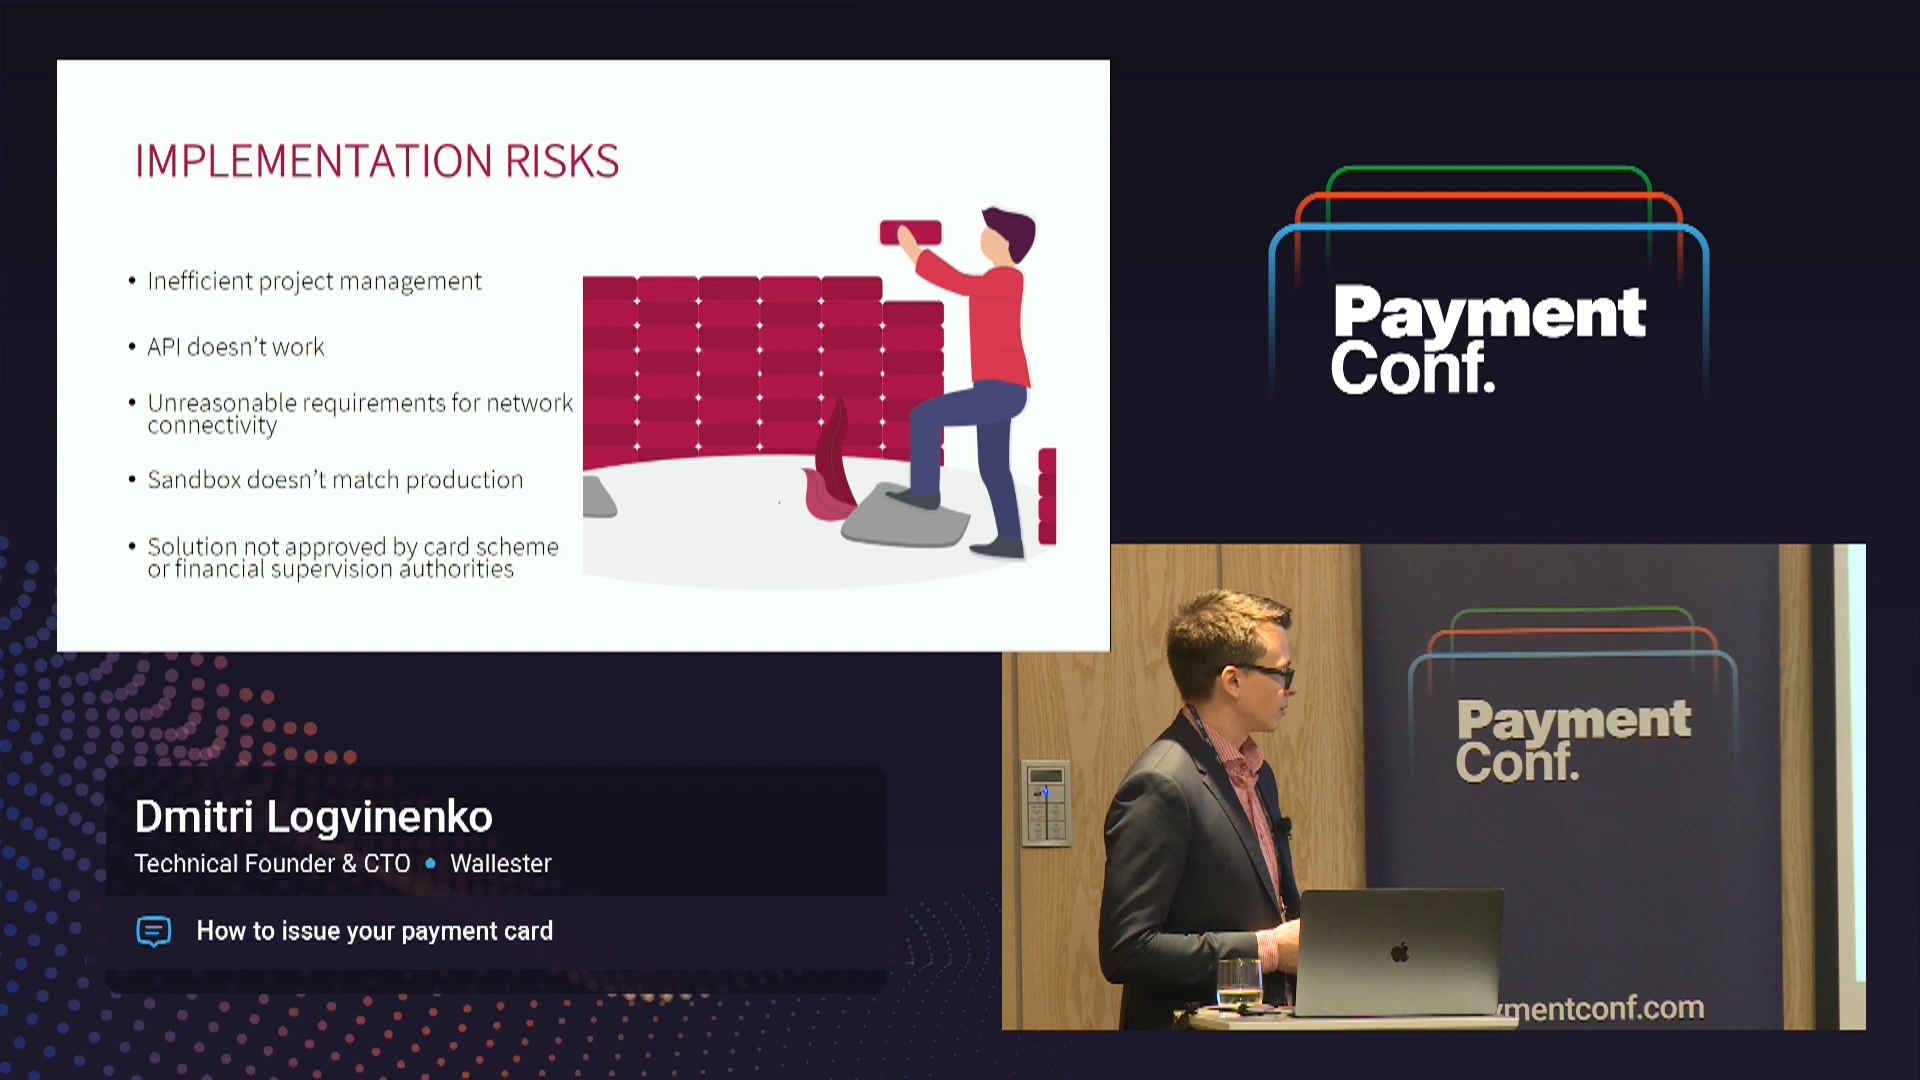 IMPLEMENTATION RISKS
• Inefficient project management
• API doesn't work
• Unreasonable requirements for network
connectivity
• Sandbox doesn't match production
• Solution not approved by card scheme
or financial supervision authorities
Payment
Conf.
Payment
Conf.
ymentconf.com
Dmitri Logvinenko
Technical Founder & CTO • Wallester
How to issue your payment card